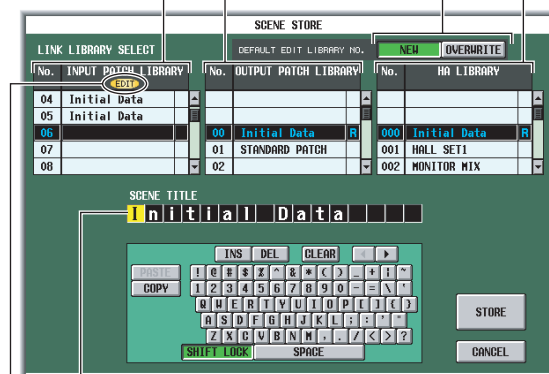 SCENE STORE
LINK LIBRARY SELECT
DEFAULT EDIT LIBRARY NO.
NEW
OVERWRITE
No. INPUT PATCH LIBRARY
EDIT
04 Initial Data
05 Initial Data
06
07
08
No. OUTPUT PATCH LIBRARY
00 Initial Data R
01 STANDARD PATCH
02
No. HA LIBRARY
000 Initial Data R
001 HALL SET1
002 MONITOR MIX
SCENE TITLE
Initial Data
INS DEL CLEAR
PASTE ! @ # $ % ^ & * ( ) _ + | ~
COPY 1 2 3 4 5 6 7 8 9 0 - = \ `
Q W E R T Y U I O P [ ] { }
A S D F G H J K L ; : ' "
Z X C V B N M , . / < > ?
SHIFT LOCK SPACE
STORE
CANCEL